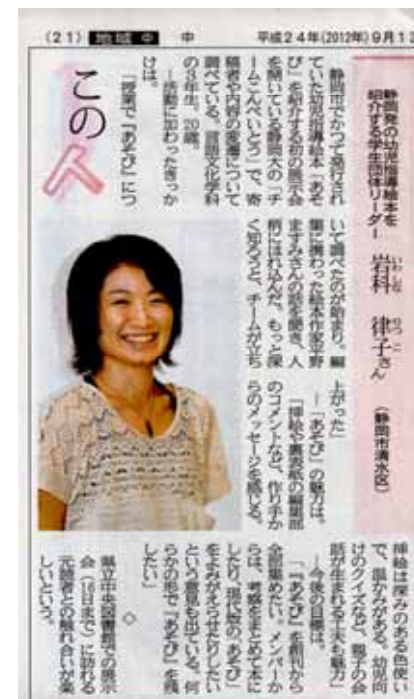 (21) 地域 中 中 平成24年(2012年)9月1
この人
静岡発の幼児指導絵本を
紹介する学生団体リーダー
岩科 律子さん
いわしな りつこ
(静岡市清水区)
静岡市でかつて発行され
ていた幼児指導絵本「あそ
び」を紹介する初の展示会
を開いている静岡大の「チ
ームこんぺいとう」で、寄
稿者や内容の変遷について
調べている。言語文化学科
の3年生。20歳。
―活動に加わったきっか
けは。
「授業で『あそび』につ
いて調べたのが始まり。編
集に携わった絵本作家宇野
ますみさんの話を聞き、人
柄にほれ込んだ。もっと深
く知ろうと、チームが立ち
上がった」
―「あそび」の魅力は。
「挿絵や裏表紙の編集部
のコメントなど、作り手か
らのメッセージを感じる。
挿絵は深みのある色使い
で、温かみがある。幼児向
けのクイズなど、親子の会
話が生まれる工夫も魅力」
―今後の目標は。
「『あそび』を創刊から
全部集めたい。メンバーか
らは、考察をまとめて本に
したり、現代版の『あそび』
をよみがえらせたりしたい
という意見も出ている。何
らかの形で『あそび』を残
したい」
◇
県立中央図書館での展示
会(16日まで)に訪れる
元読者との触れ合いが楽
しいという。